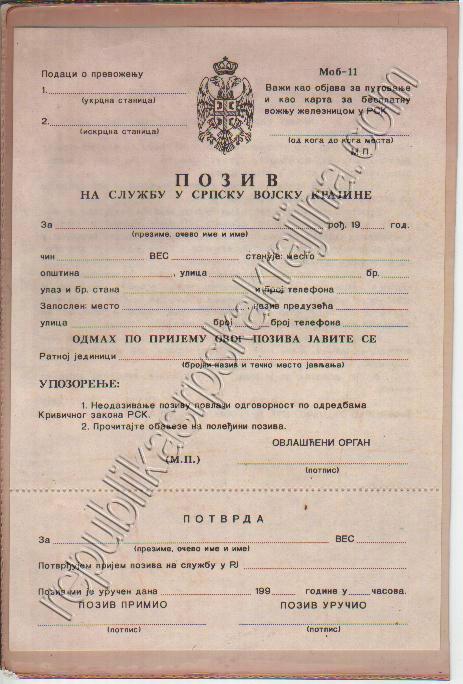 Подаци о превожењу
1.
(укрцна станица)
2.
(искрцна станица)
Моб-11
Важи као објава за путовање
и као карта за бесплатну
вожњу железницом у РСК
(од кога до кога места)
М.П.
ПОЗИВ
НА СЛУЖБУ У СРПСКУ ВОЈСКУ КРАЈИНЕ
За рођ. 19 год.
(презиме, очево име и име)
чин ВЕС станује: место
општина , улица бр.
улаз и бр. стана и број телефона
Запослен: место , назив предузећа
улица број број телефона
ОДМАХ ПО ПРИЈЕМУ ОВОГ ПОЗИВА ЈАВИТЕ СЕ
Ратној јединици
(бројни назив и тачно место јављања)
УПОЗОРЕЊЕ:
1. Неодазивање позиву повлачи одговорност по одредбама
Кривичног закона РСК.
2. Прочитајте обавезе на полеђини позива.
ОВЛАШЋЕНИ ОРГАН
(М.П.)
(потпис)
ПОТВРДА
За ВЕС
(презиме, очево име и име)
Потврђујем пријем позива на службу у RJ
Позив ми је уручен дана 199 године у часова.
ПОЗИВ ПРИМИО ПОЗИВ УРУЧИО
(потпис) (потпис)
republikasrpskakrajina.com